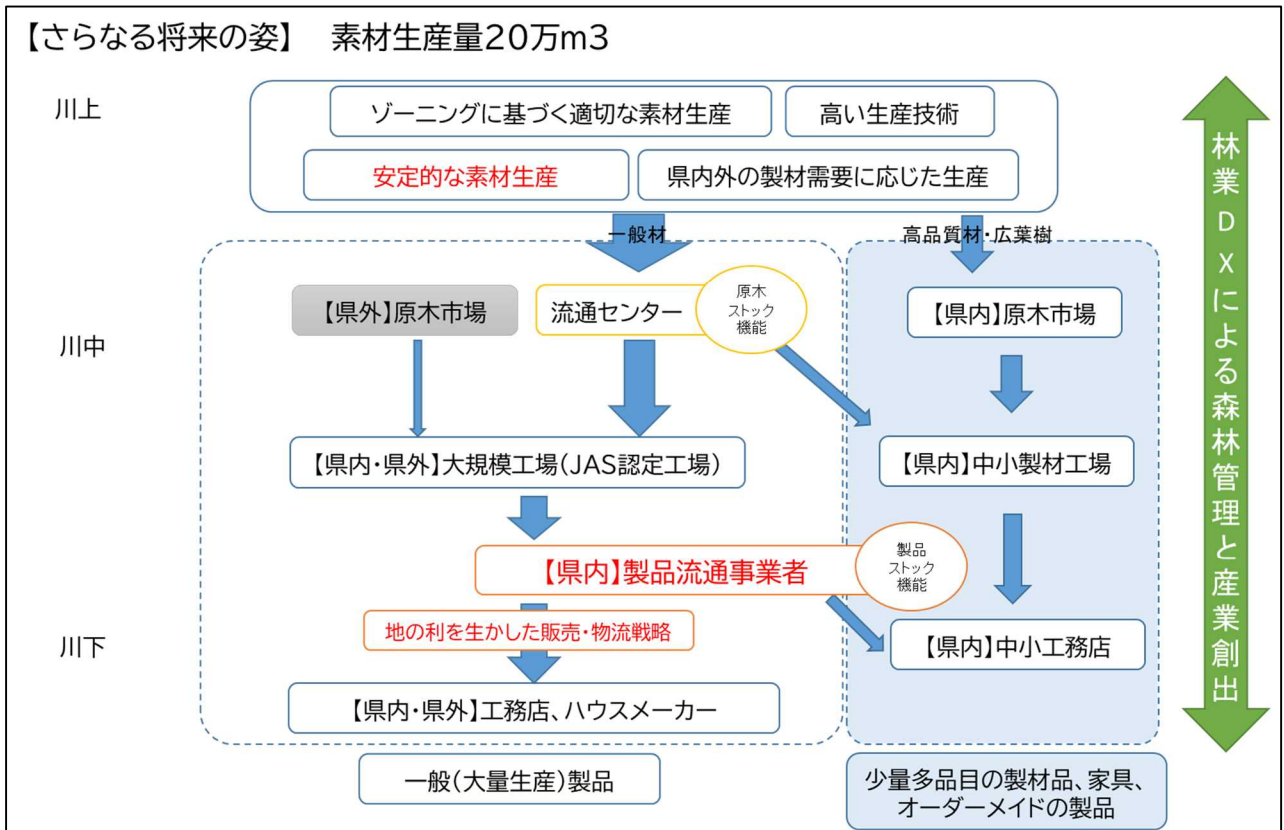 【さらなる将来の姿】 素材生産量20万m3
川上
ゾーニングに基づく適切な素材生産
高い生産技術
安定的な素材生産
県内外の製材需要に応じた生産
一般材
高品質材・広葉樹
川中
【県外】原木市場
流通センター
原木
ストック
機能
【県内】原木市場
【県内・県外】大規模工場(JAS認定工場)
【県内】中小製材工場
【県内】製品流通事業者
製品
ストック
機能
川下
地の利を生かした販売・物流戦略
【県内】中小工務店
【県内・県外】工務店、ハウスメーカー
一般(大量生産)製品
少量多品目の製材品、家具、
オーダーメイドの製品
林業DXによる森林管理と産業創出